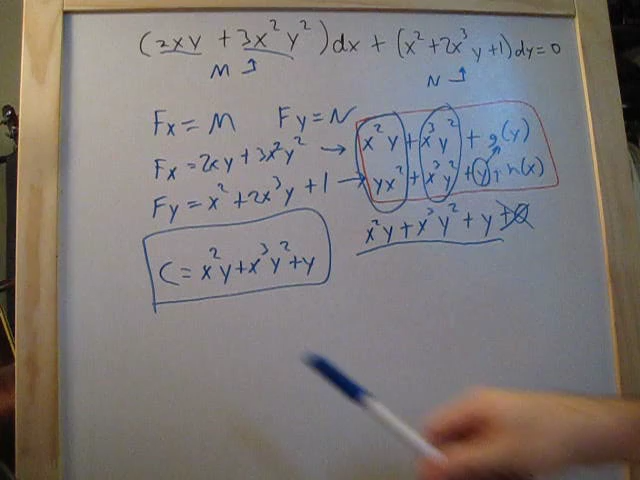 (2xy + 3x²y²)dx + (x² + 2x³y + 1)dy = 0
M N
Fx = M Fy = N
Fx = 2xy + 3x²y² → x²y + x³y² + g(y)
Fy = x² + 2x³y + 1 → yx² + x³y² + y + h(x)
x²y + x³y² + y + 0
C = x²y + x³y² + y